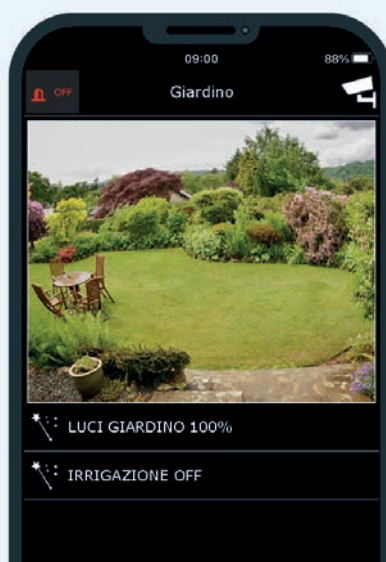 09:00
88%
OFF
Giardino
LUCI GIARDINO 100%
IRRIGAZIONE OFF